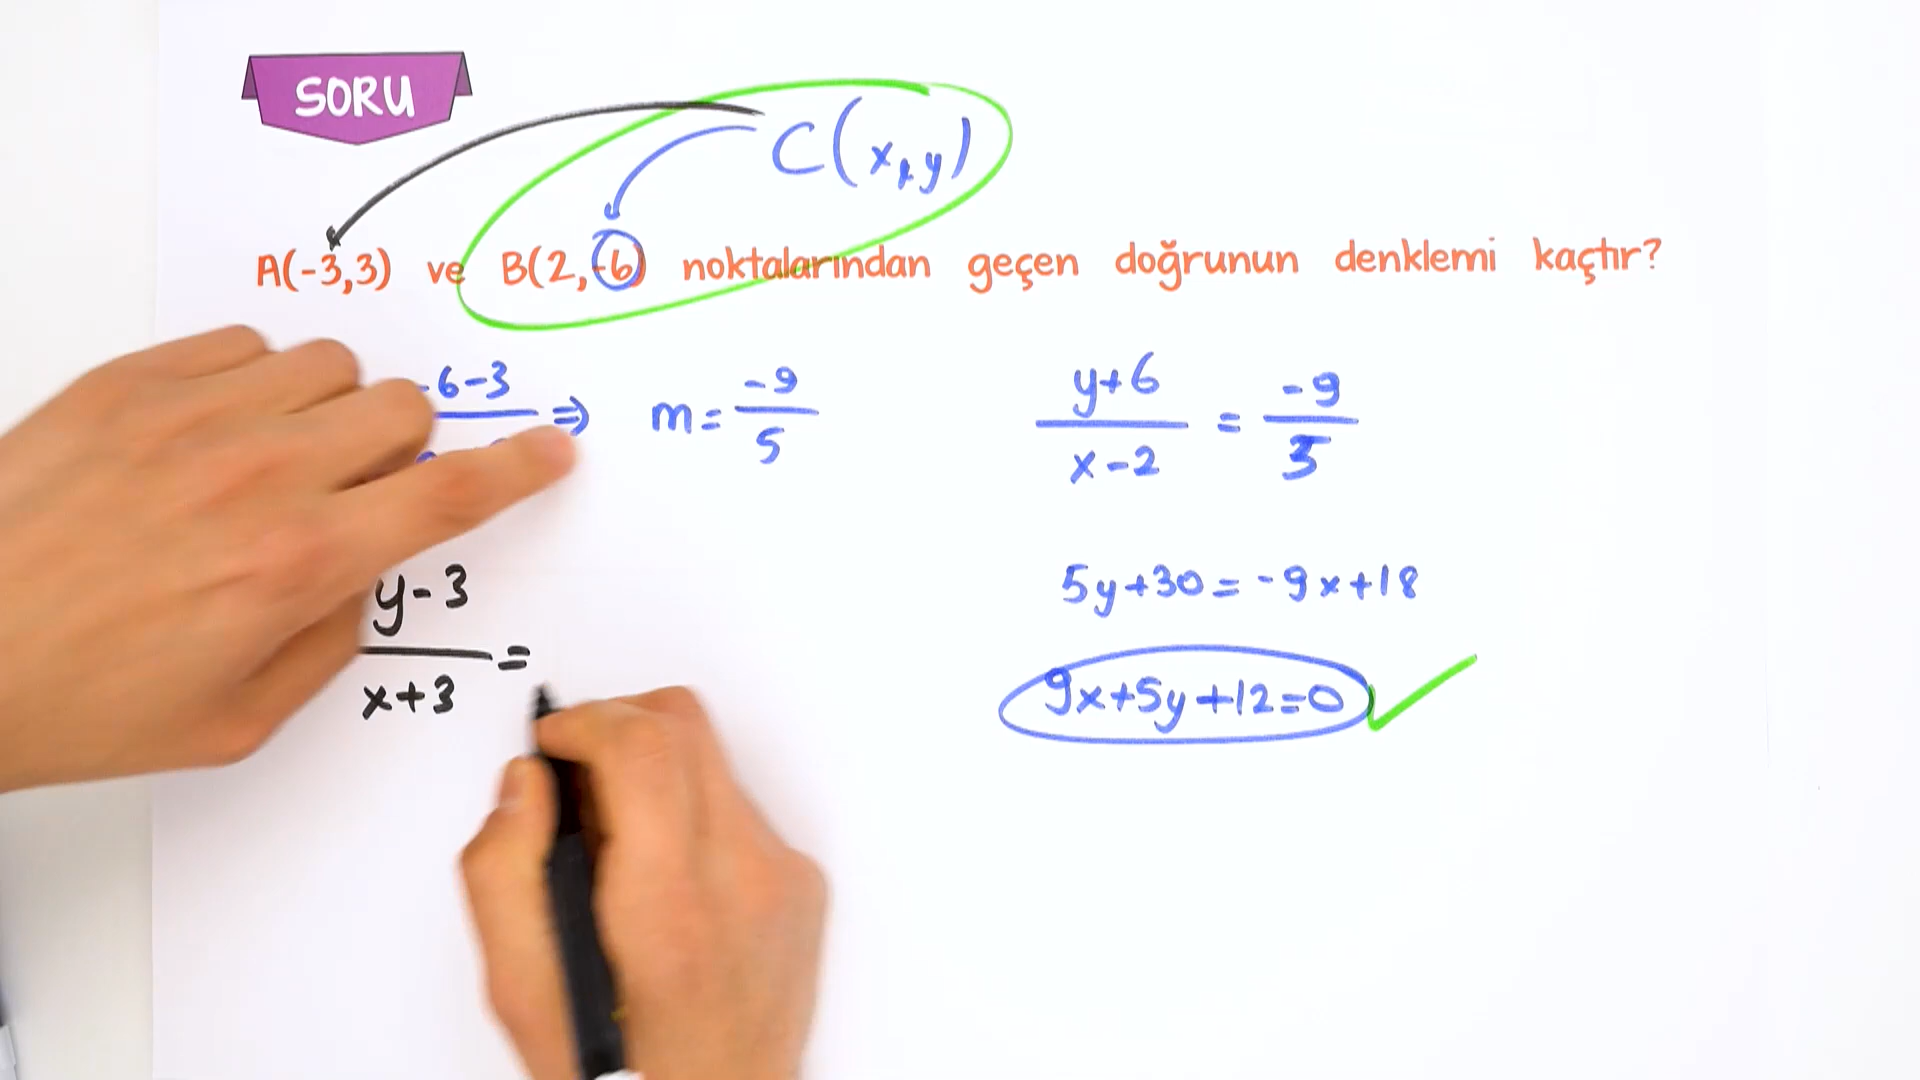 SORU
C(x,y)
A(-3,3) ve B(2,-6) noktalarından geçen doğrunun denklemi kaçtır?
-6-3 ⇒ m = -9/5
y+6/x-2 = -9/5
y-3/x+3 =
5y+30=-9x+18
9x+5y+12=0